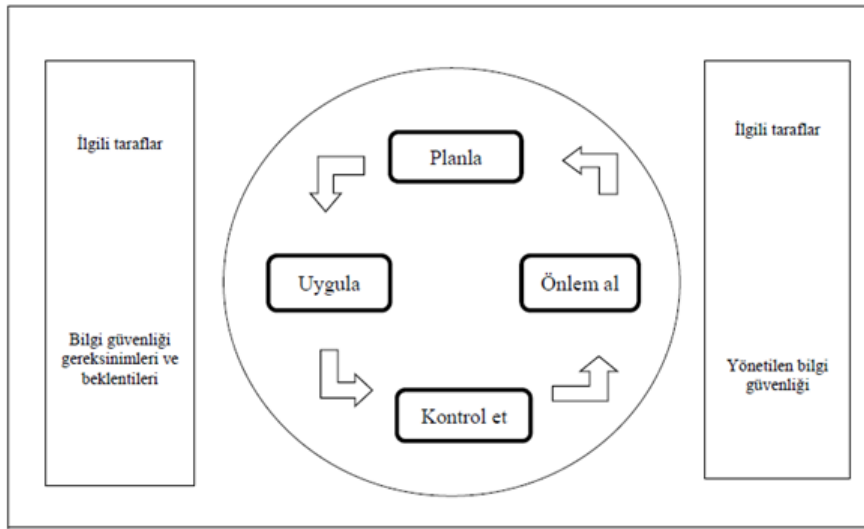 İlgili taraflar
Bilgi güvenliği
gereksinimleri ve
beklentileri
Planla
Uygula
Önlem al
Kontrol et
İlgili taraflar
Yönetilen bilgi
güvenliği